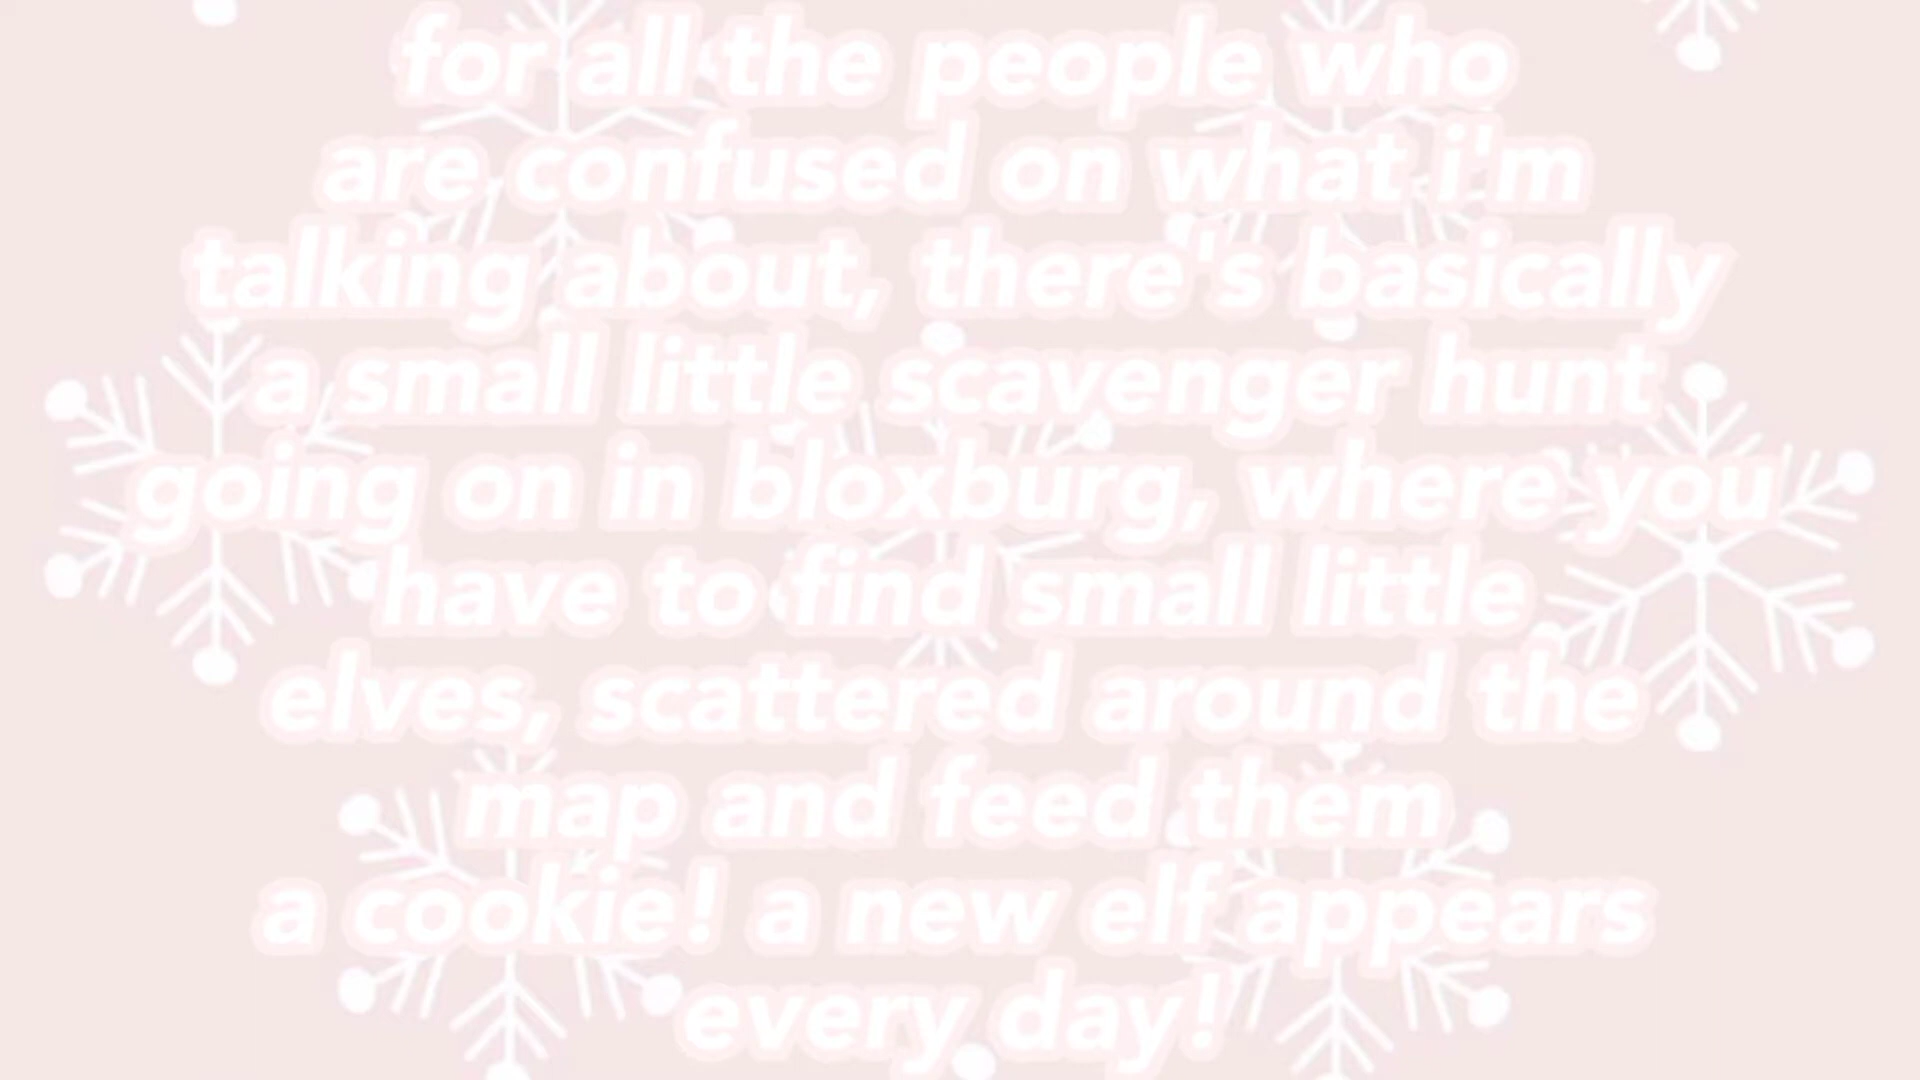 for all the people who
are confused on what i'm
talking about, there's basically
a small little scavenger hunt
going on in bloxburg, where you
have to find small little
elves, scattered around the
map and feed them
a cookie! a new elf appears
every day!